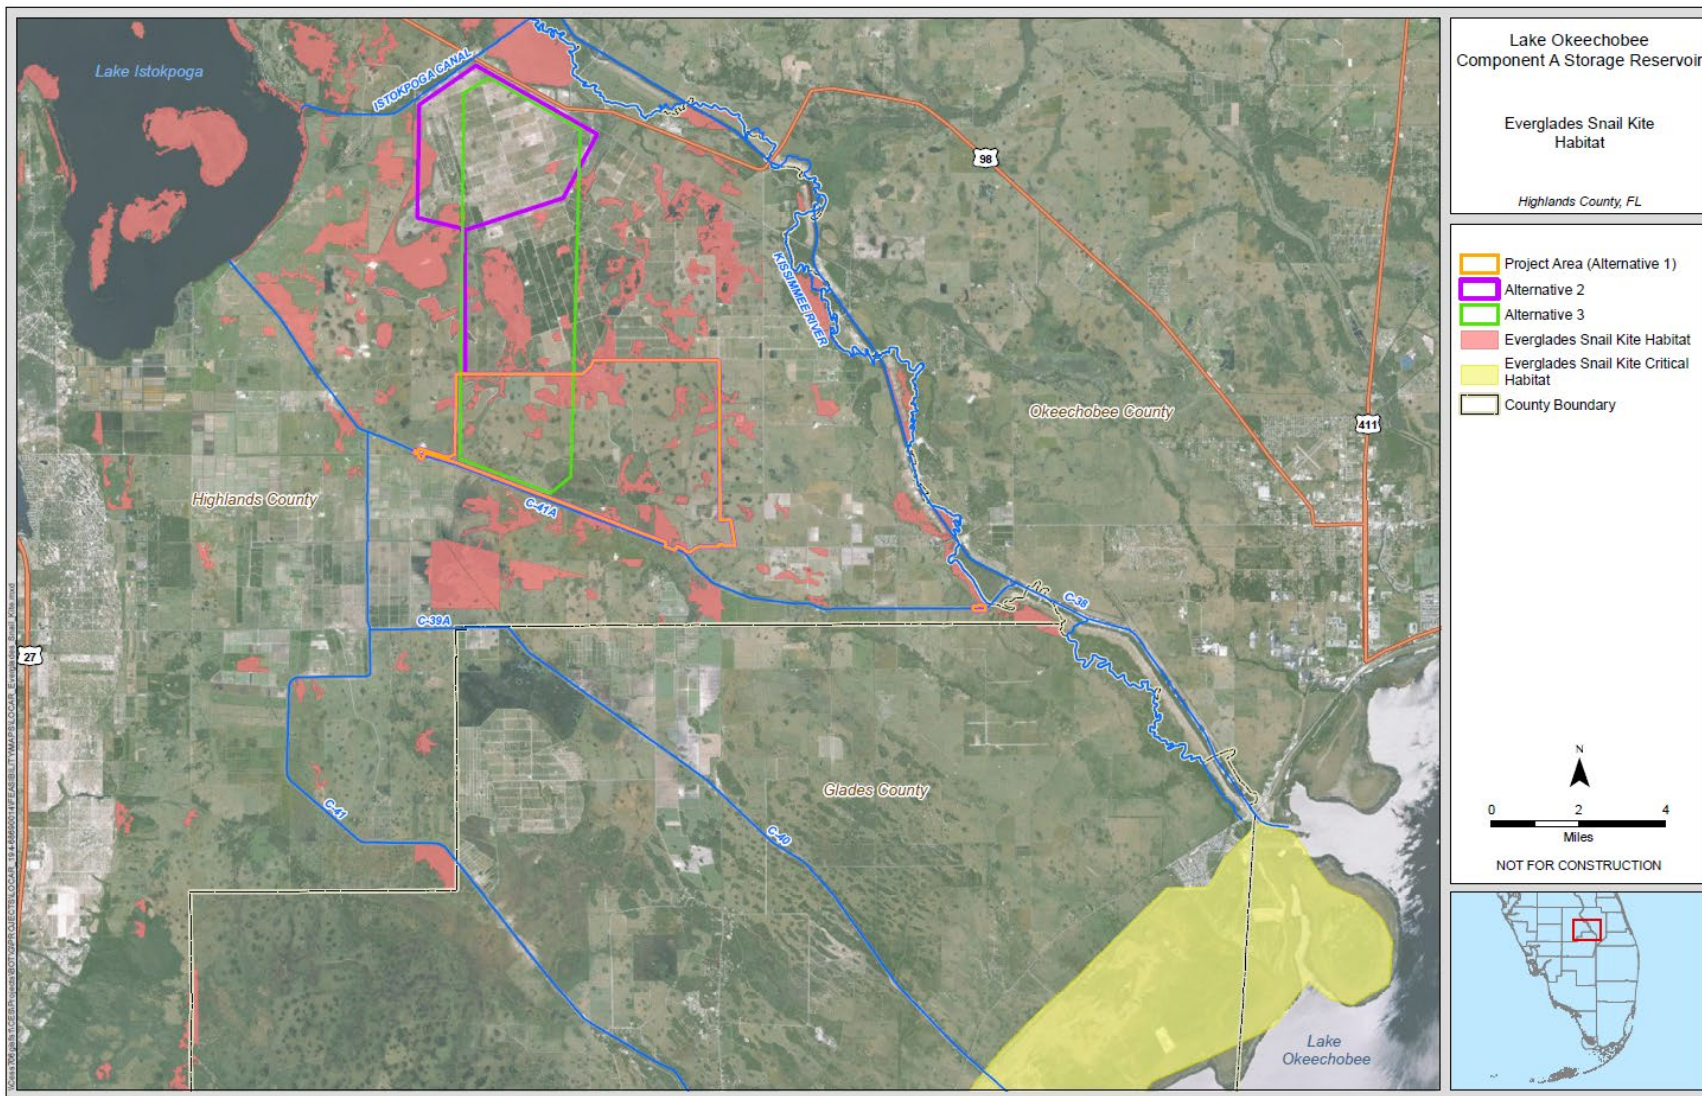 Lake Okeechobee
Component A Storage Reservoir
Everglades Snail Kite
Habitat
Highlands County, FL
Project Area (Alternative 1)
Alternative 2
Alternative 3
Everglades Snail Kite Habitat
Everglades Snail Kite Critical
Habitat
County Boundary
N
0 2 4
Miles
NOT FOR CONSTRUCTION
Lake Istokpoga
ISTOKPOGA CANAL
98
KISSIMMEE RIVER
Okeechobee County
411
Highlands County
C-41A
C-38
C-39A
27
Glades County
C-41
C-40
Lake
Okeechobee